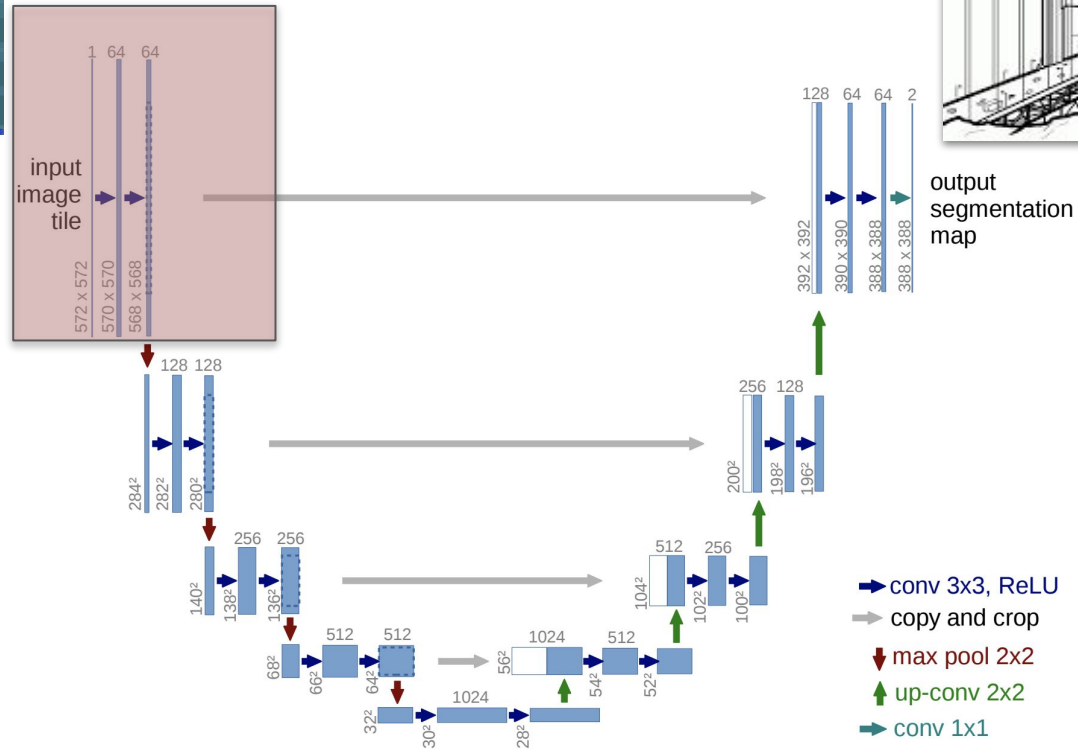 1 64 64
input
image
tile
572 x 572
570 x 570
568 x 568
128 64 64 2
392 x 392
390 x 390
388 x 388
388 x 388
output
segmentation
map
128 128
284²
282²
280²
256 128
200²
198²
196²
256 256
140²
138²
136²
512 256
104²
102²
100²
512 512
68²
66²
64²
1024 512
56²
54²
52²
1024
32²
30²
28²
conv 3x3, ReLU
copy and crop
max pool 2x2
up-conv 2x2
conv 1x1